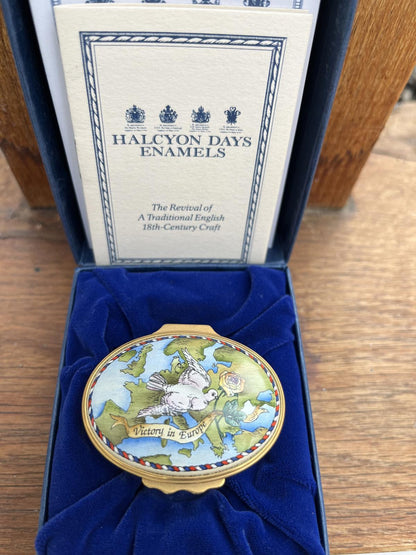 HALCYON DAYS
ENAMELS
The Revival of
A Traditional English
18th-Century Craft
Victory in Europe